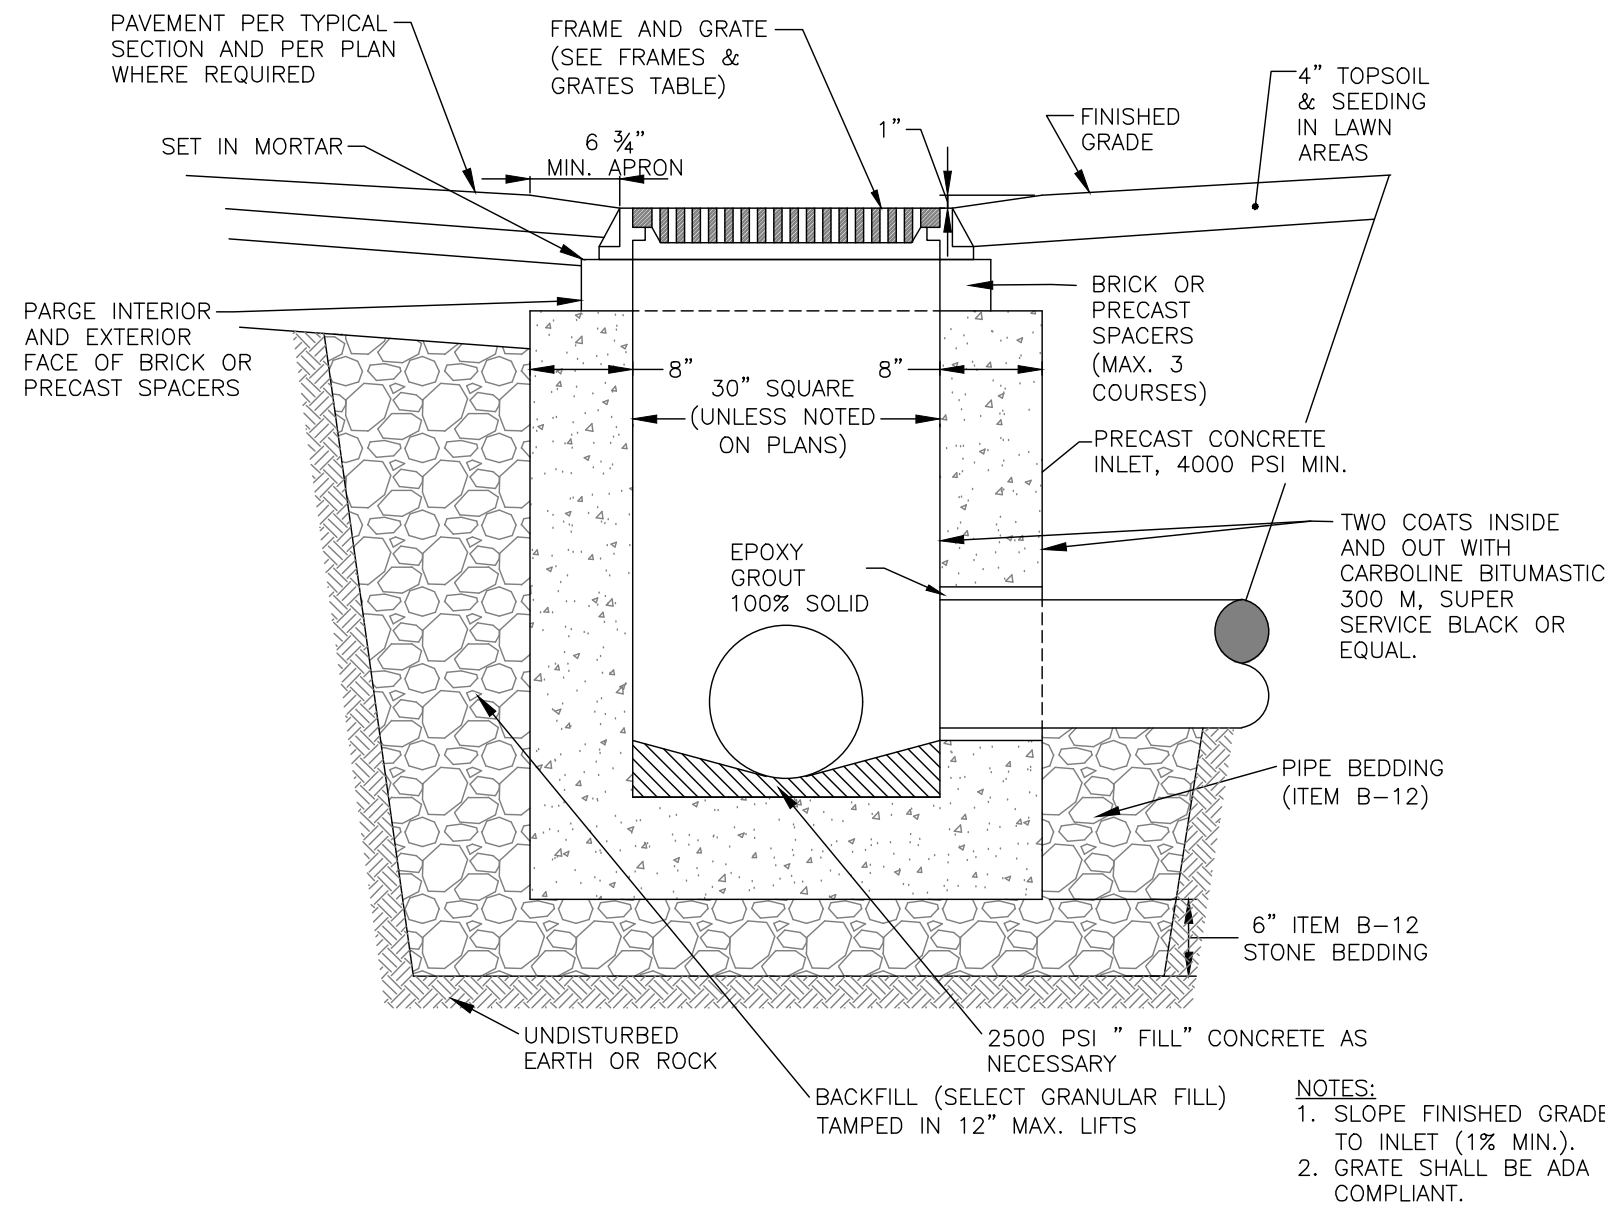 PAVEMENT PER TYPICAL
SECTION AND PER PLAN
WHERE REQUIRED
FRAME AND GRATE
(SEE FRAMES &
GRATES TABLE)
4” TOPSOIL
& SEEDING
IN LAWN
AREAS
1”
FINISHED
GRADE
SET IN MORTAR
6 ¾”
MIN. APRON
PARGE INTERIOR
AND EXTERIOR
FACE OF BRICK OR
PRECAST SPACERS
BRICK OR
PRECAST
SPACERS
(MAX. 3
COURSES)
8”
8”
30” SQUARE
(UNLESS NOTED
ON PLANS)
PRECAST CONCRETE
INLET, 4000 PSI MIN.
TWO COATS INSIDE
AND OUT WITH
CARBOLINE BITUMASTIC
300 M, SUPER
SERVICE BLACK OR
EQUAL.
EPOXY
GROUT
100% SOLID
PIPE BEDDING
(ITEM B-12)
6” ITEM B-12
STONE BEDDING
UNDISTURBED
EARTH OR ROCK
2500 PSI ” FILL” CONCRETE AS
NECESSARY
BACKFILL (SELECT GRANULAR FILL)
TAMPED IN 12” MAX. LIFTS
NOTES:
1. SLOPE FINISHED GRADE
TO INLET (1% MIN.).
2. GRATE SHALL BE ADA
COMPLIANT.